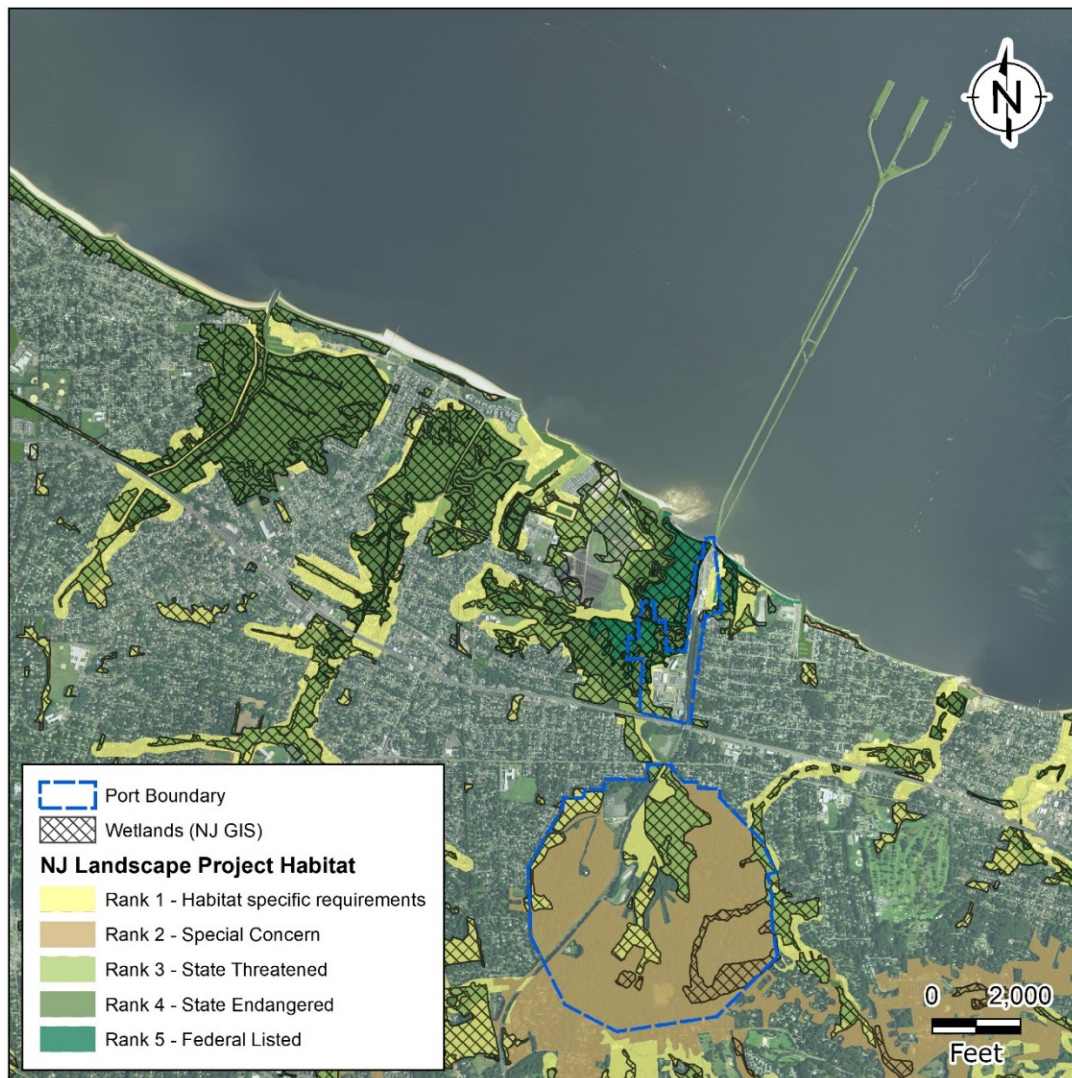 N
Port Boundary
Wetlands (NJ GIS)
NJ Landscape Project Habitat
Rank 1 - Habitat specific requirements
Rank 2 - Special Concern
Rank 3 - State Threatened
Rank 4 - State Endangered
Rank 5 - Federal Listed
0 2,000
Feet